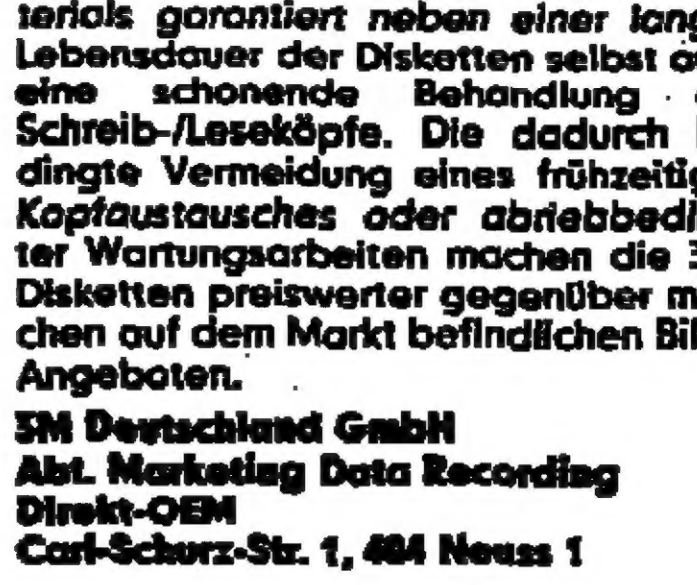 terials garantiert neben einer lang
Lebensdauer der Disketten selbst a
eine schonende Behandlung
Schreib-/Leseköpfe. Die dadurch
dingte Vermeidung eines frühzeitig
Kopfaustausches oder abriebbedi
ter Wartungsarbeiten machen die 3
Disketten preiswerter gegenüber m
chen auf dem Markt befindlichen Bil
Angeboten.
3M Deutschland GmbH
Abt. Marketing Data Recording
Direkt-OEM
Carl-Schurz-Str. 1, 404 Neuss 1